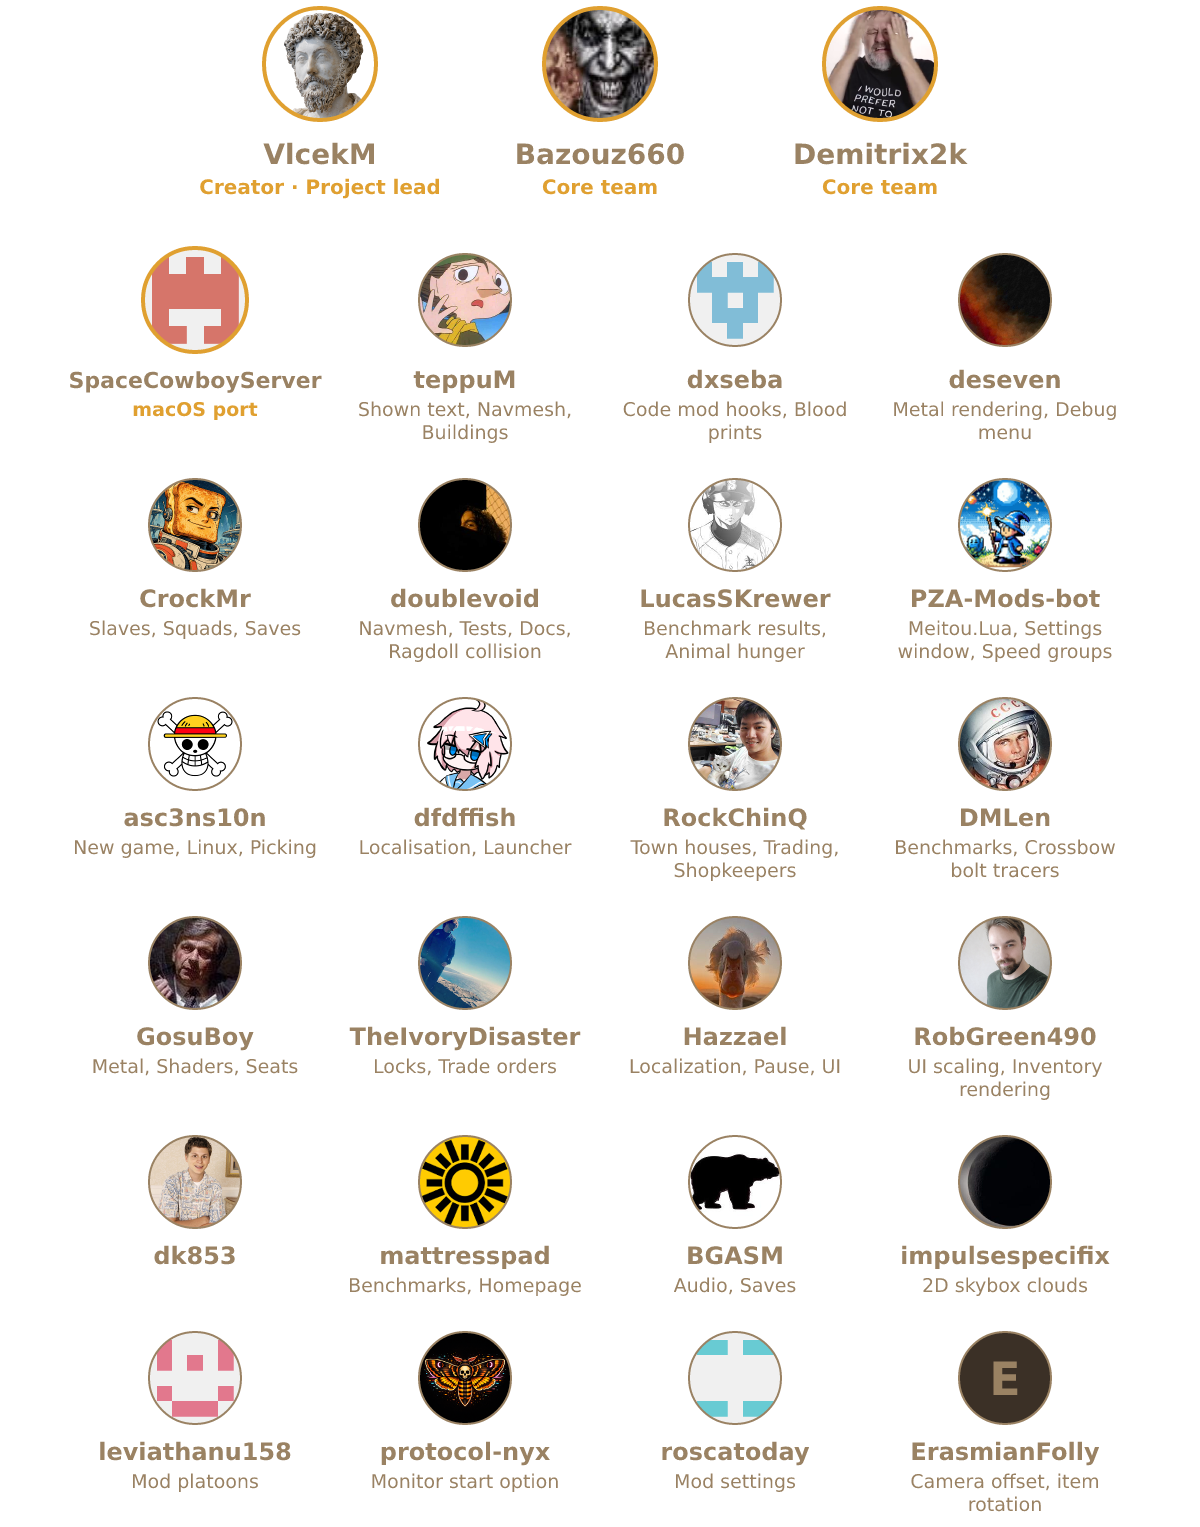 I WOULD
PREFER
NOT TO
VlcekM
Bazouz660
Demitrix2k
Creator · Project lead
Core team
Core team
SpaceCowboyServer
teppuM
dxseba
deseven
macOS port
Shown text, Navmesh,
Buildings
Code mod hooks, Blood
prints
Metal rendering, Debug
menu
CrockMr
doublevoid
LucasSKrewer
PZA-Mods-bot
Slaves, Squads, Saves
Navmesh, Tests, Docs,
Ragdoll collision
Benchmark results,
Animal hunger
Meitou.Lua, Settings
window, Speed groups
CCC
asc3ns10n
dfdffish
RockChinQ
DMLen
New game, Linux, Picking
Localisation, Launcher
Town houses, Trading,
Shopkeepers
Benchmarks, Crossbow
bolt tracers
GosuBoy
TheIvoryDisaster
Hazzael
RobGreen490
Metal, Shaders, Seats
Locks, Trade orders
Localization, Pause, UI
UI scaling, Inventory
rendering
dk853
mattresspad
BGASM
impulsespecifix
Benchmarks, Homepage
Audio, Saves
2D skybox clouds
E
leviathanu158
protocol-nyx
roscatoday
ErasmianFolly
Mod platoons
Monitor start option
Mod settings
Camera offset, item
rotation